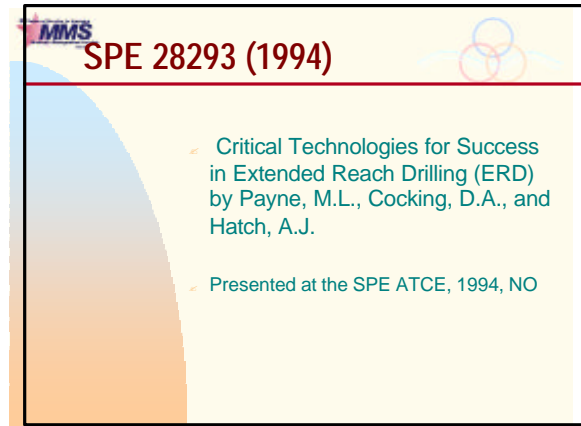 MMS
SPE 28293 (1994)
Critical Technologies for Success
in Extended Reach Drilling (ERD)
by Payne, M.L., Cocking, D.A., and
Hatch, A.J.
Presented at the SPE ATCE, 1994, NO